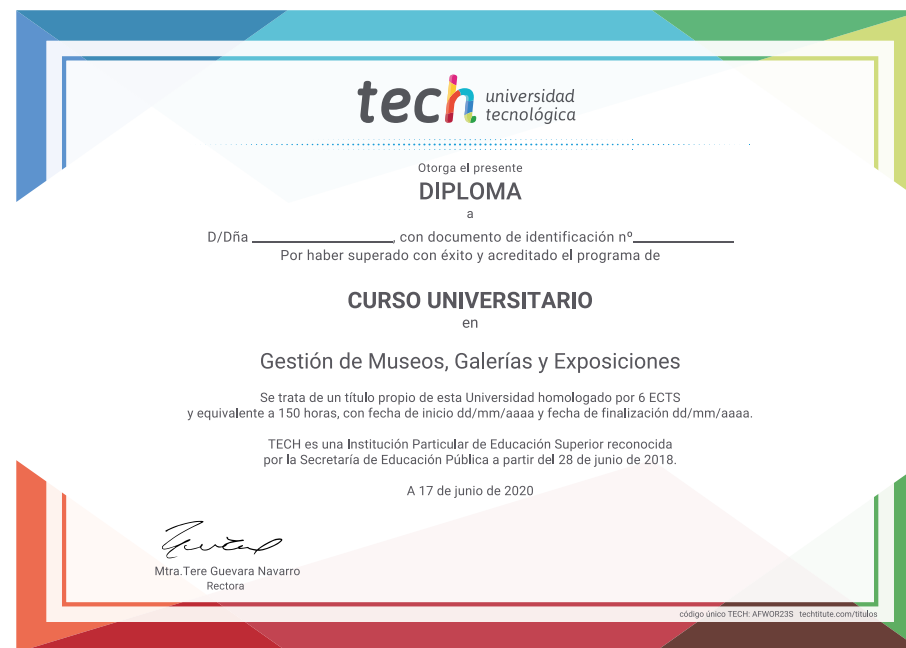 tech universidad
tecnológica
Otorga el presente
DIPLOMA
a
D/Dña ____________________, con documento de identificación nº______________
Por haber superado con éxito y acreditado el programa de
CURSO UNIVERSITARIO
en
Gestión de Museos, Galerías y Exposiciones
Se trata de un título propio de esta Universidad homologado por 6 ECTS
y equivalente a 150 horas, con fecha de inicio dd/mm/aaaa y fecha de finalización dd/mm/aaaa.
TECH es una Institución Particular de Educación Superior reconocida
por la Secretaría de Educación Pública a partir del 28 de junio de 2018.
A 17 de junio de 2020
Mtra.Tere Guevara Navarro
Rectora
código único TECH: AFWOR23S techtitute.com/titulos